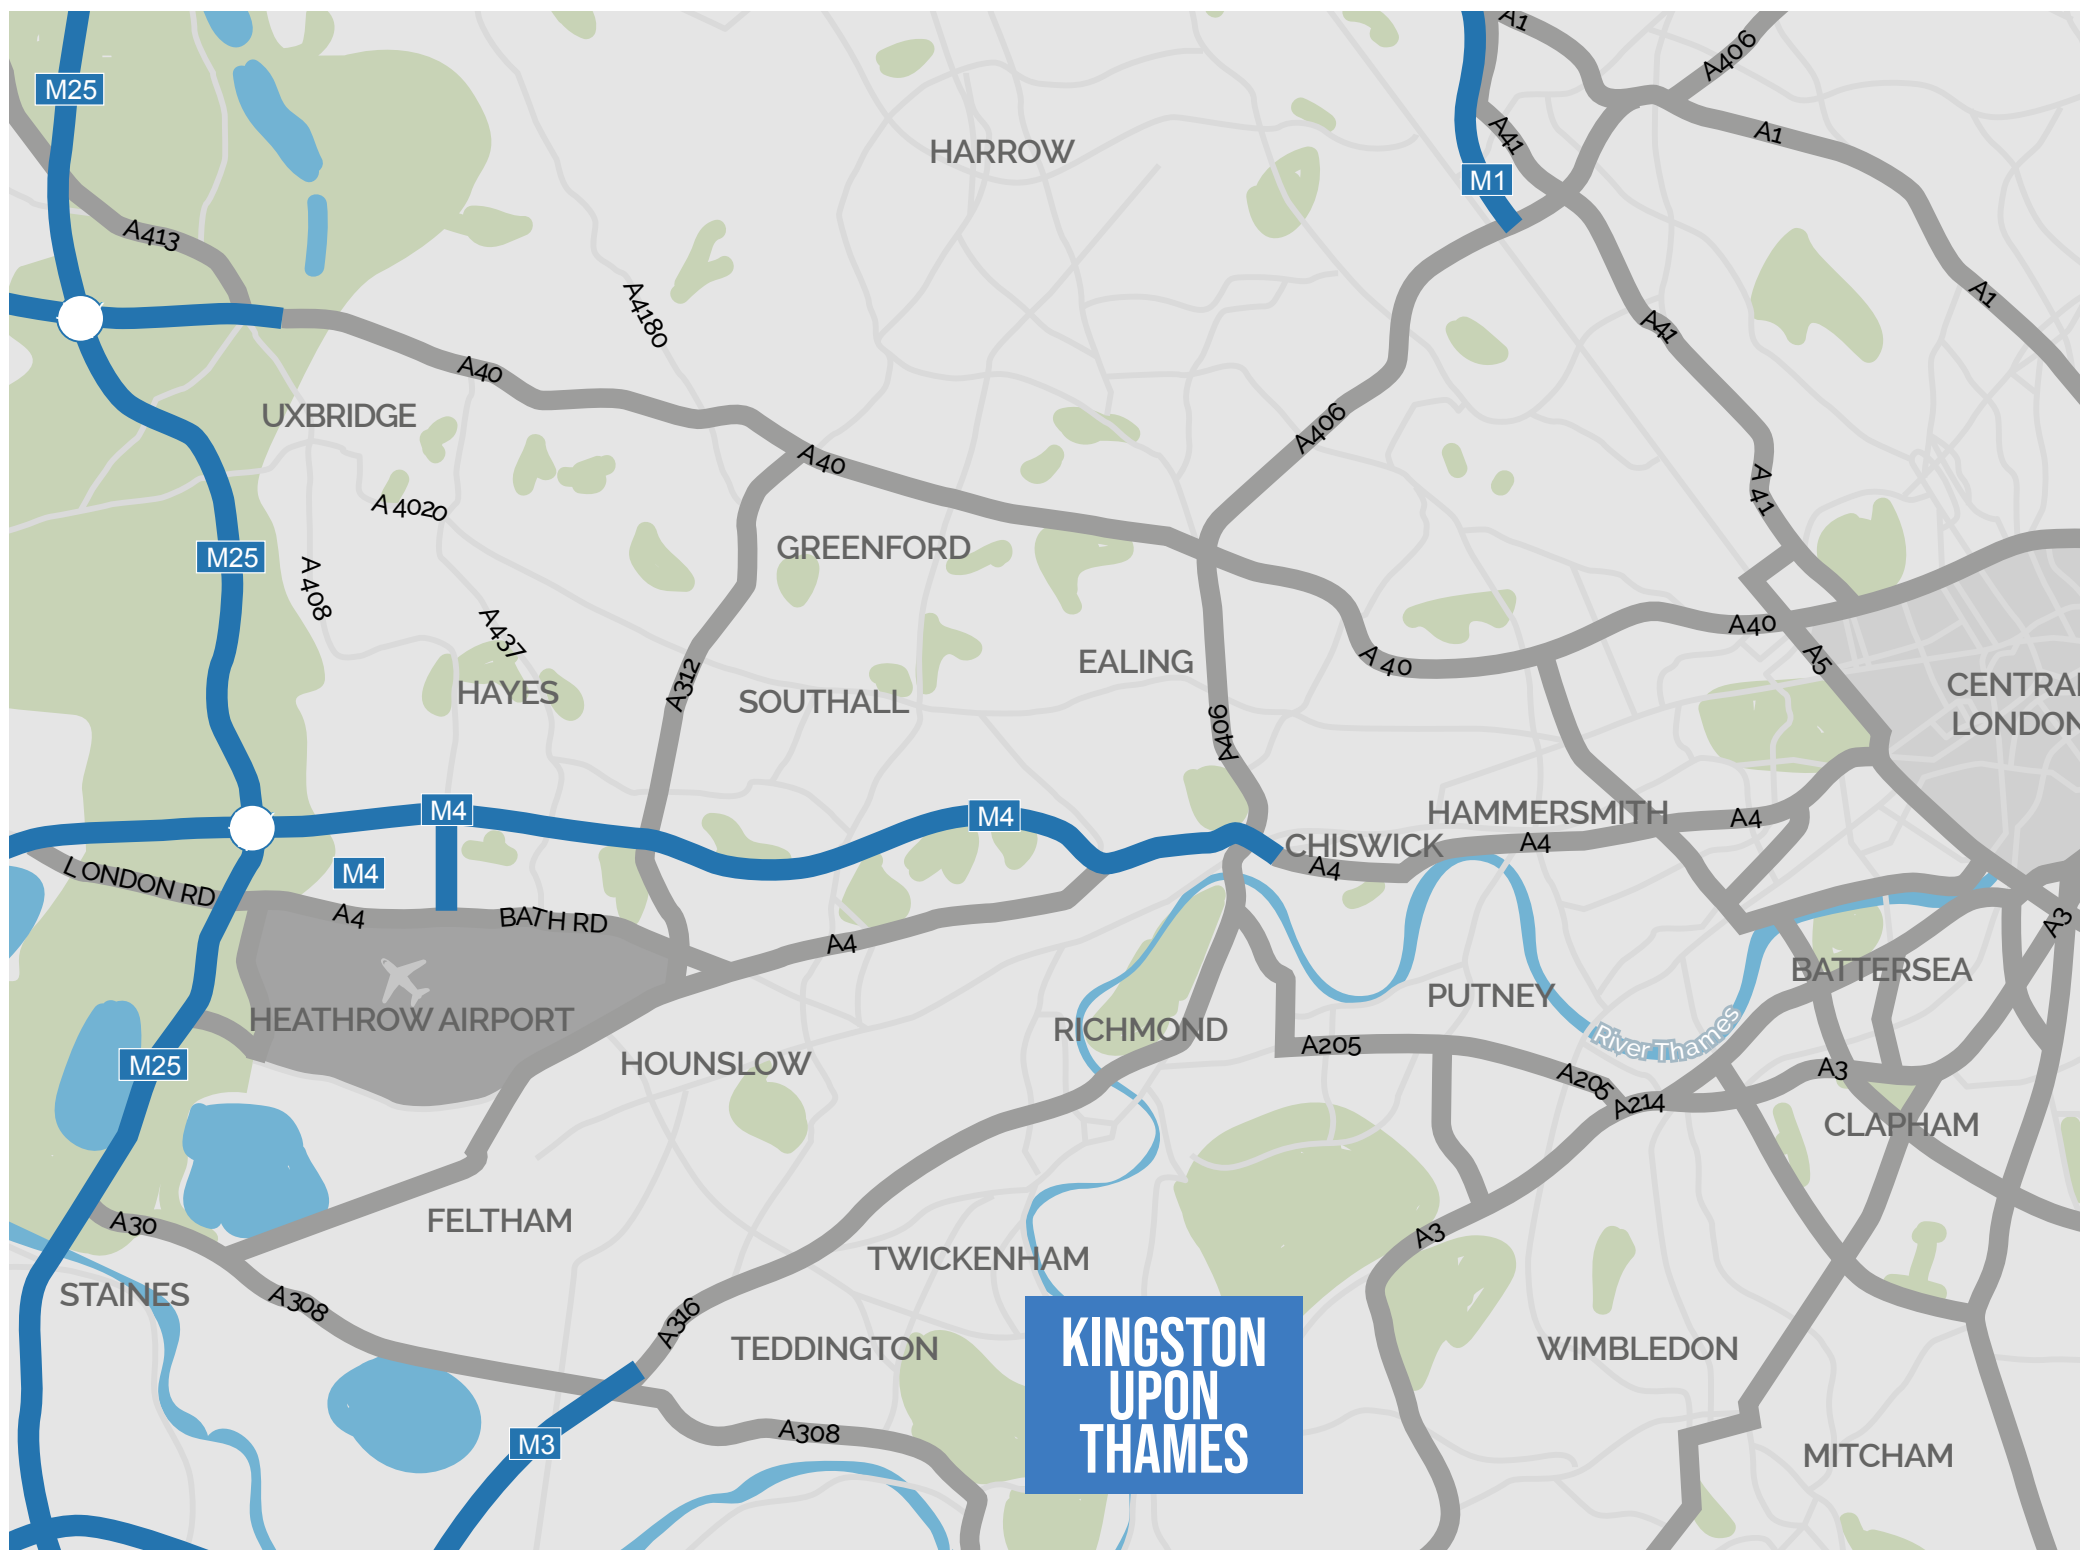 A1
A406
M25
A41
A1
HARROW
M1
A413
A1
A4180
A41
A40
UXBRIDGE
A406
A40
A 41
A 4020
GREENFORD
M25
A 408
A437
A40
EALING
A 40
A5
A312
HAYES
SOUTHALL
CENTRAL
LONDON
A406
M4
M4
HAMMERSMITH
A4
CHISWICK
A4
A4
M4
LONDON RD
A4
BATH RD
A4
A3
BATTERSEA
PUTNEY
HEATHROW AIRPORT
RICHMOND
River Thames
A205
M25
HOUNSLOW
A3
A205
A214
CLAPHAM
A30
FELTHAM
A3
TWICKENHAM
STAINES
A308
A316
TEDDINGTON
KINGSTON
UPON
THAMES
WIMBLEDON
A308
M3
MITCHAM